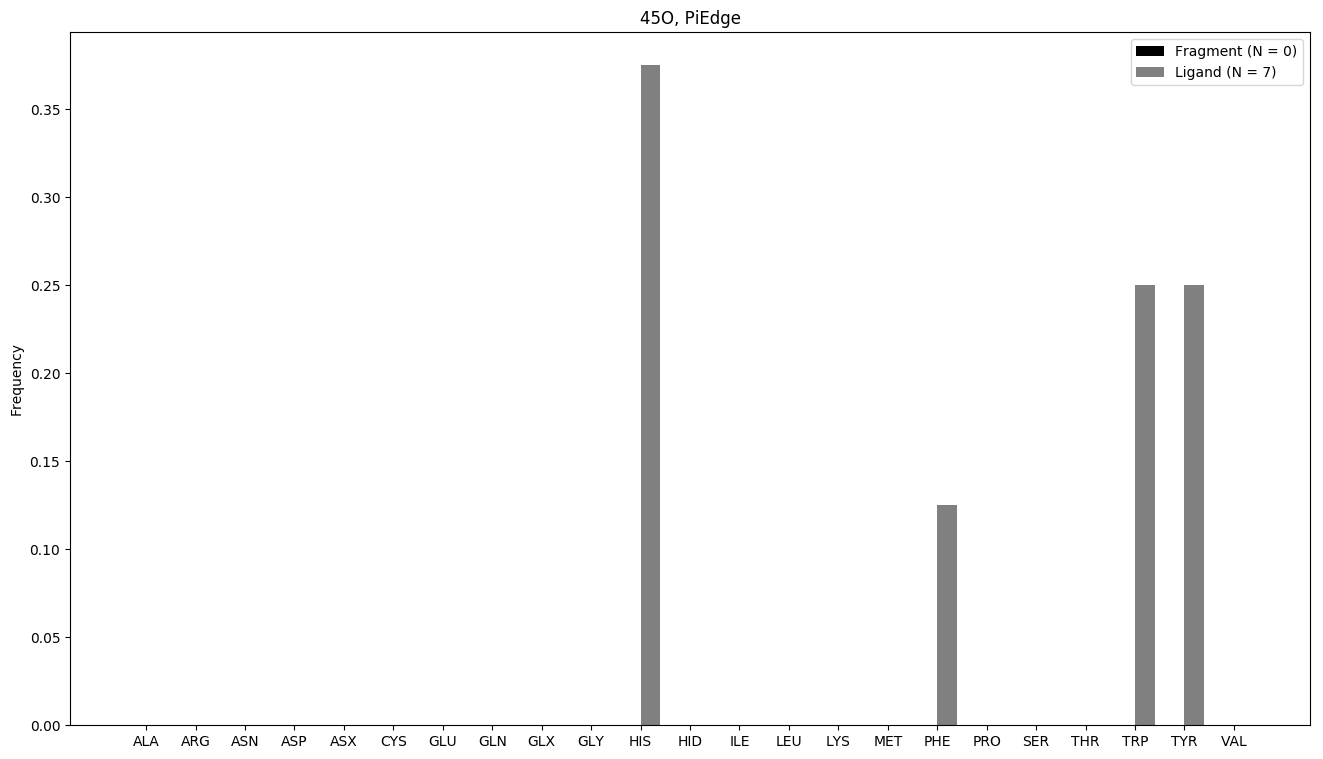 45O, PiEdge
Fragment (N = 0)
Ligand (N = 7)
Frequency
0.35
0.30
0.25
0.20
0.15
0.10
0.05
0.00
ALA ARG ASN ASP ASX CYS GLU GLN GLX GLY HIS HID ILE LEU LYS MET PHE PRO SER THR TRP TYR VAL